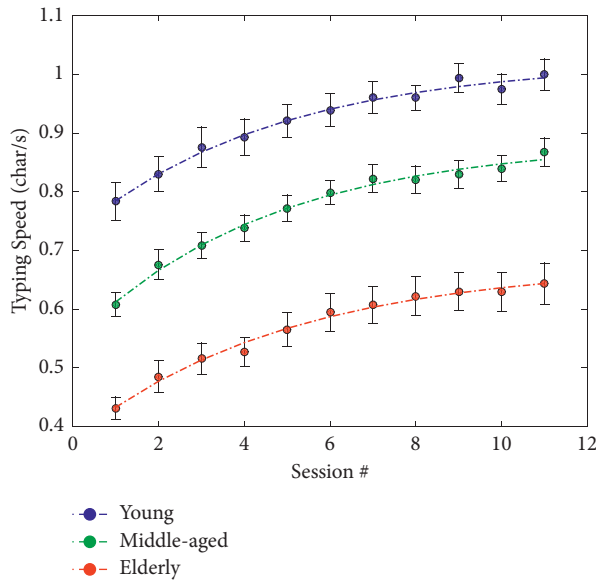 1.1
1
0.9
0.8
0.7
0.6
0.5
0.4
Typing Speed (char/s)
0 2 4 6 8 10 12
Session #
Young
Middle-aged
Elderly